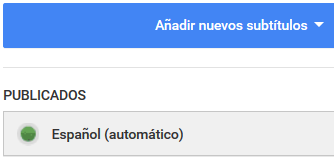 Añadir nuevos subtítulos
PUBLICADOS
Español (automático)